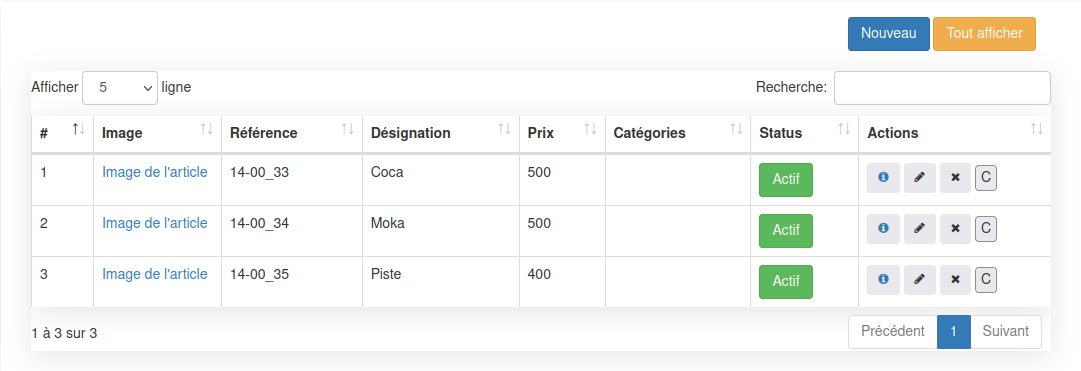 Nouveau Tout afficher
Afficher 5 ligne Recherche:
# Image Référence Désignation Prix Catégories Status Actions
1 Image de l'article 14-00_33 Coca 500 Actif C
2 Image de l'article 14-00_34 Moka 500 Actif C
3 Image de l'article 14-00_35 Piste 400 Actif C
1 à 3 sur 3 Précédent 1 Suivant